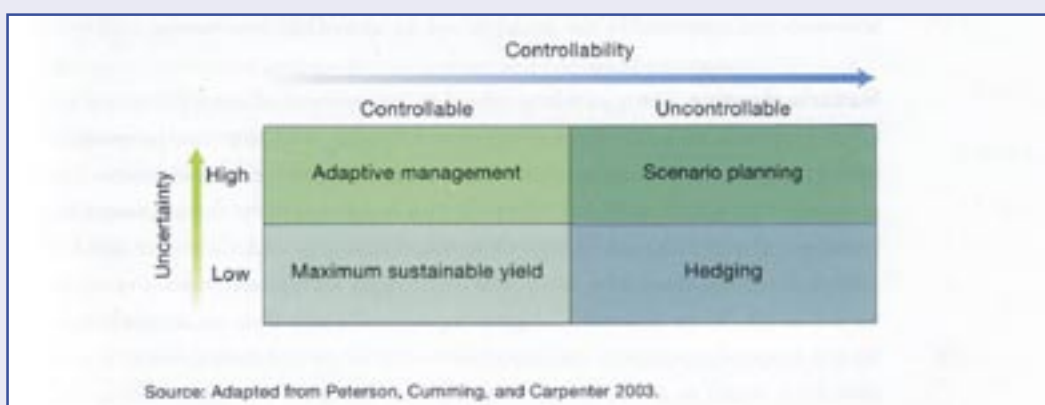 Controllability
Controllable Uncontrollable
Uncertainty
High Adaptive management Scenario planning
Low Maximum sustainable yield Hedging
Source: Adapted from Peterson, Cumming, and Carpenter 2003.